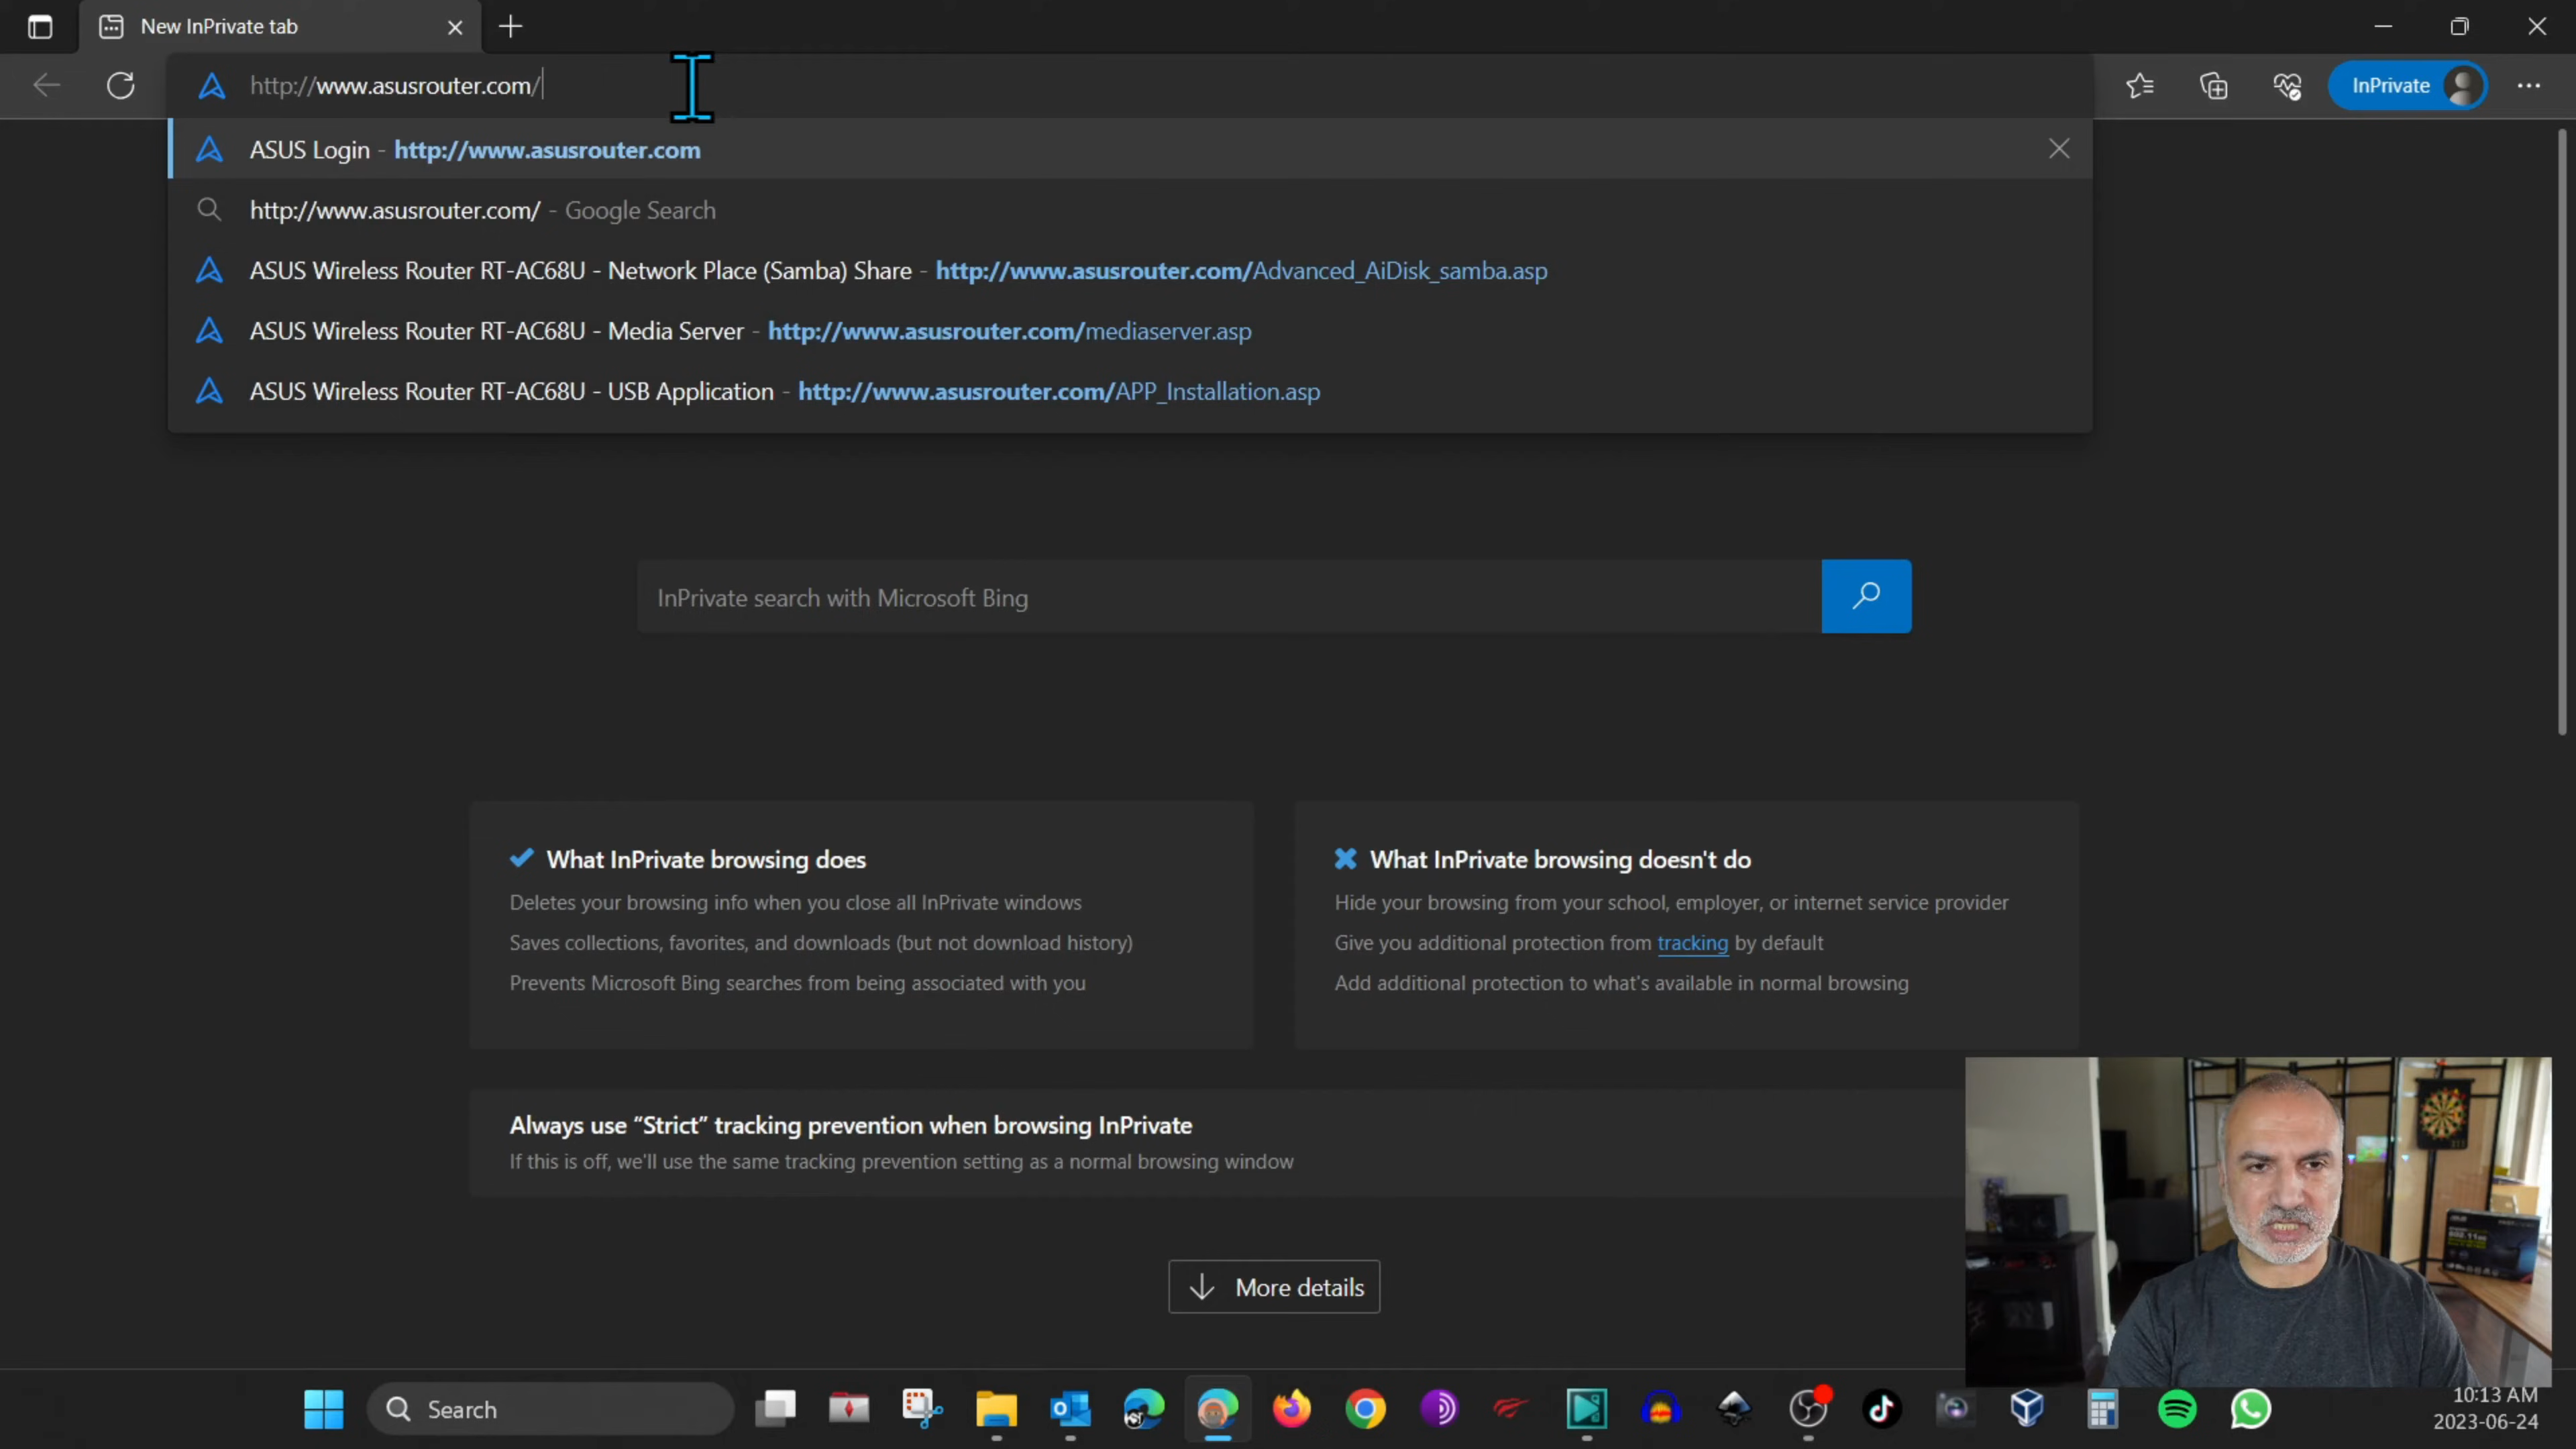 New InPrivate tab
http://www.asusrouter.com/
InPrivate
ASUS Login - http://www.asusrouter.com
http://www.asusrouter.com/ - Google Search
ASUS Wireless Router RT-AC68U - Network Place (Samba) Share - http://www.asusrouter.com/Advanced_AiDisk_samba.asp
ASUS Wireless Router RT-AC68U - Media Server - http://www.asusrouter.com/mediaserver.asp
ASUS Wireless Router RT-AC68U - USB Application - http://www.asusrouter.com/APP_Installation.asp
InPrivate search with Microsoft Bing
What InPrivate browsing does
Deletes your browsing info when you close all InPrivate windows
Saves collections, favorites, and downloads (but not download history)
Prevents Microsoft Bing searches from being associated with you
What InPrivate browsing doesn't do
Hide your browsing from your school, employer, or internet service provider
Give you additional protection from tracking by default
Add additional protection to what's available in normal browsing
Always use “Strict” tracking prevention when browsing InPrivate
If this is off, we'll use the same tracking prevention setting as a normal browsing window
More details
802.11ac
Search
10:13 AM
2023-06-24